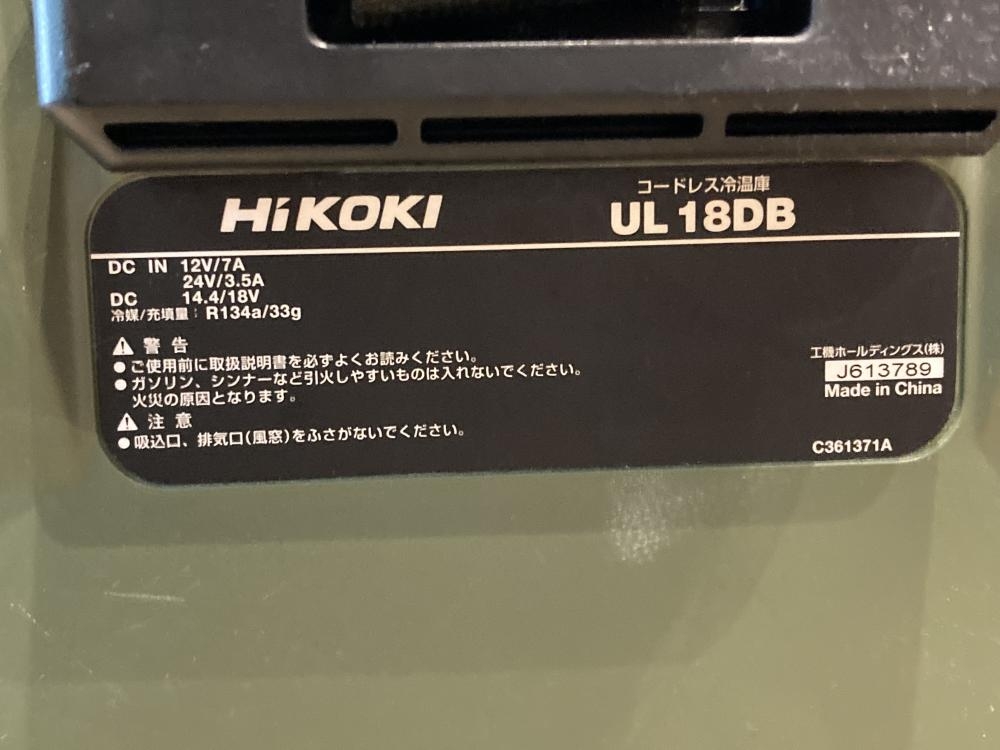 HiKOKI
コードレス冷温庫
UL 18DB
DC IN 12V/7A
24V/3.5A
DC 14.4/18V
冷媒/充填量：R134a/33g
警告
●ご使用前に取扱説明書を必ずよくお読みください。
●ガソリン、シンナーなど引火しやすいものは入れないでください。
火災の原因となります。
注意
●吸込口、排気口(風窓)をふさがないでください。
工機ホールディングス(株)
J613789
Made in China
C361371A